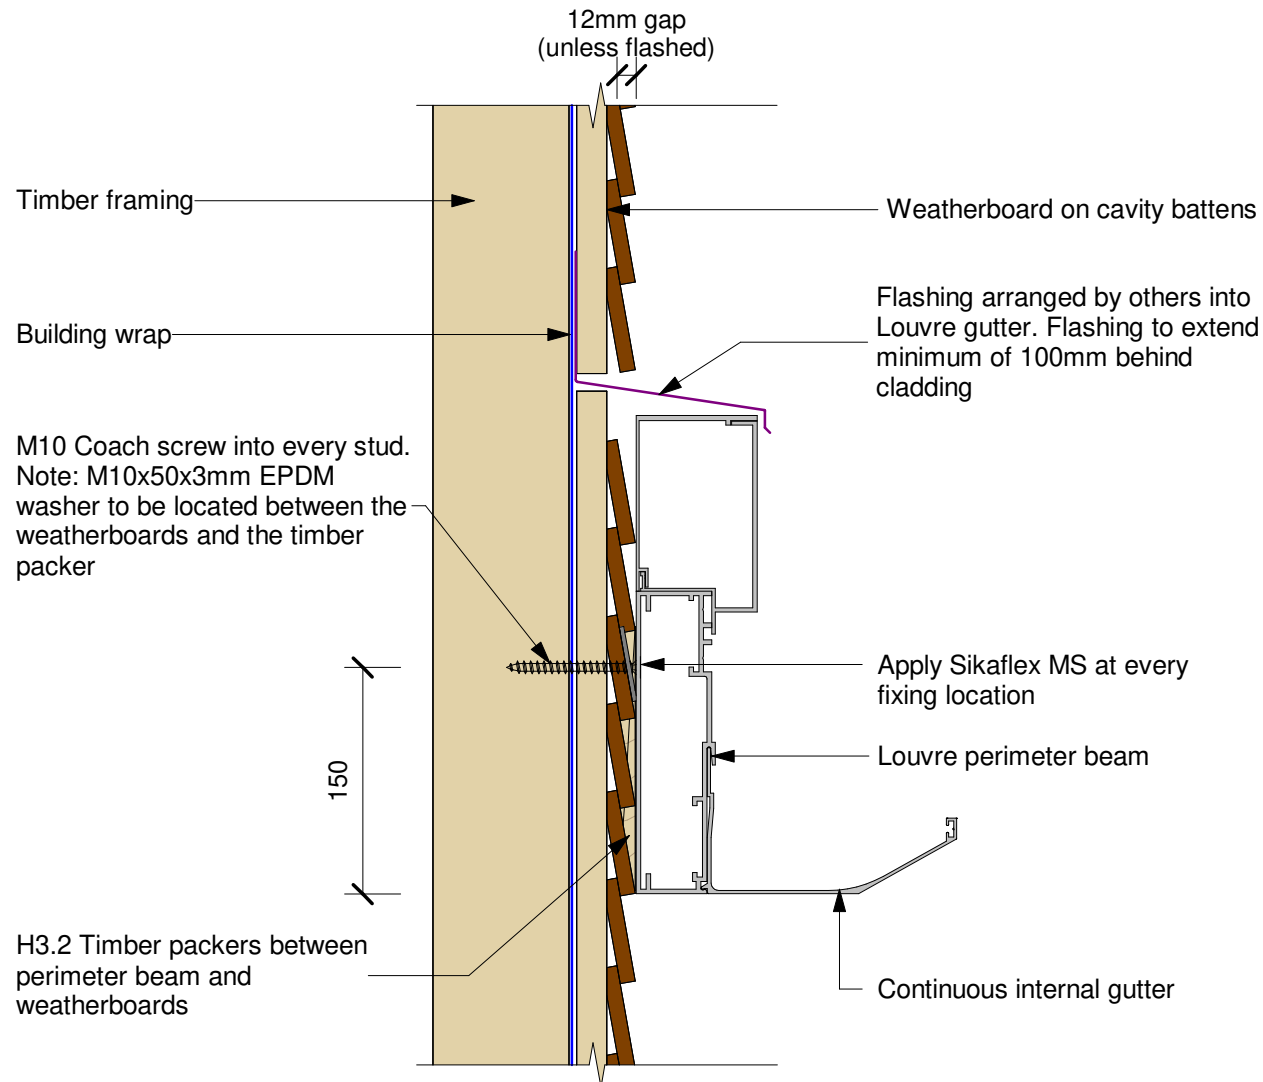 12mm gap
(unless flashed)
Timber framing
Weatherboard on cavity battens
Flashing arranged by others into
Louvre gutter. Flashing to extend
minimum of 100mm behind
cladding
Building wrap
M10 Coach screw into every stud.
Note: M10x50x3mm EPDM
washer to be located between the
weatherboards and the timber
packer
Apply Sikaflex MS at every
fixing location
Louvre perimeter beam
150
H3.2 Timber packers between
perimeter beam and
weatherboards
Continuous internal gutter